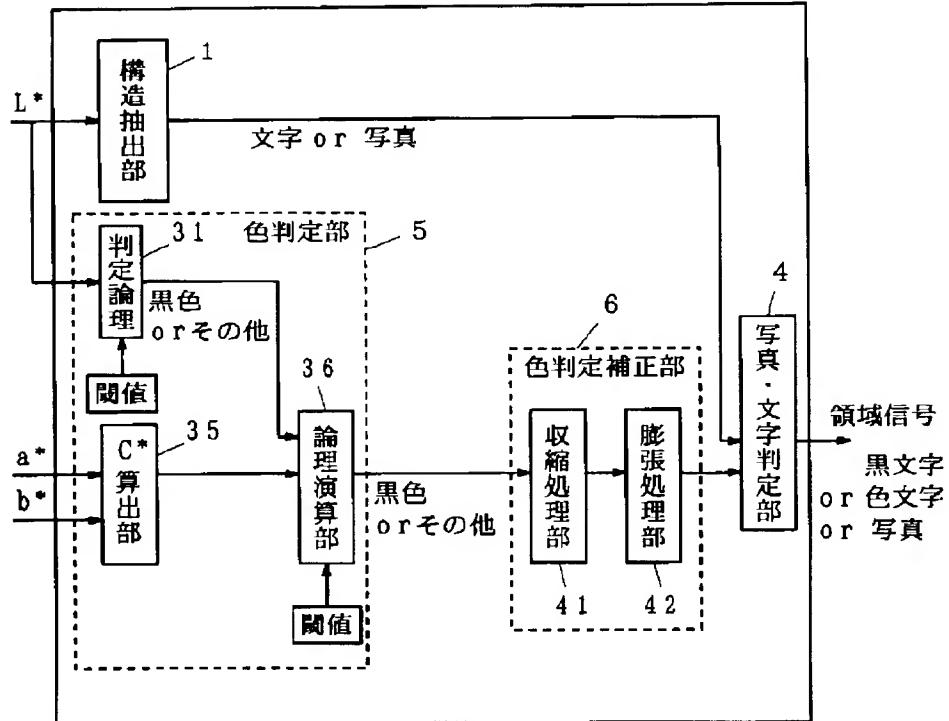 1
構造抽出部
L*
文字 or 写真
31
色判定部
5
判定論理
黒色
orその他
閾値
36
C*算出部
35
a*
b*
論理演算部
閾値
黒色
orその他
6
色判定補正部
収縮処理部
膨張処理部
41
42
4
写真・文字判定部
領域信号
黒文字
or 色文字
or 写真